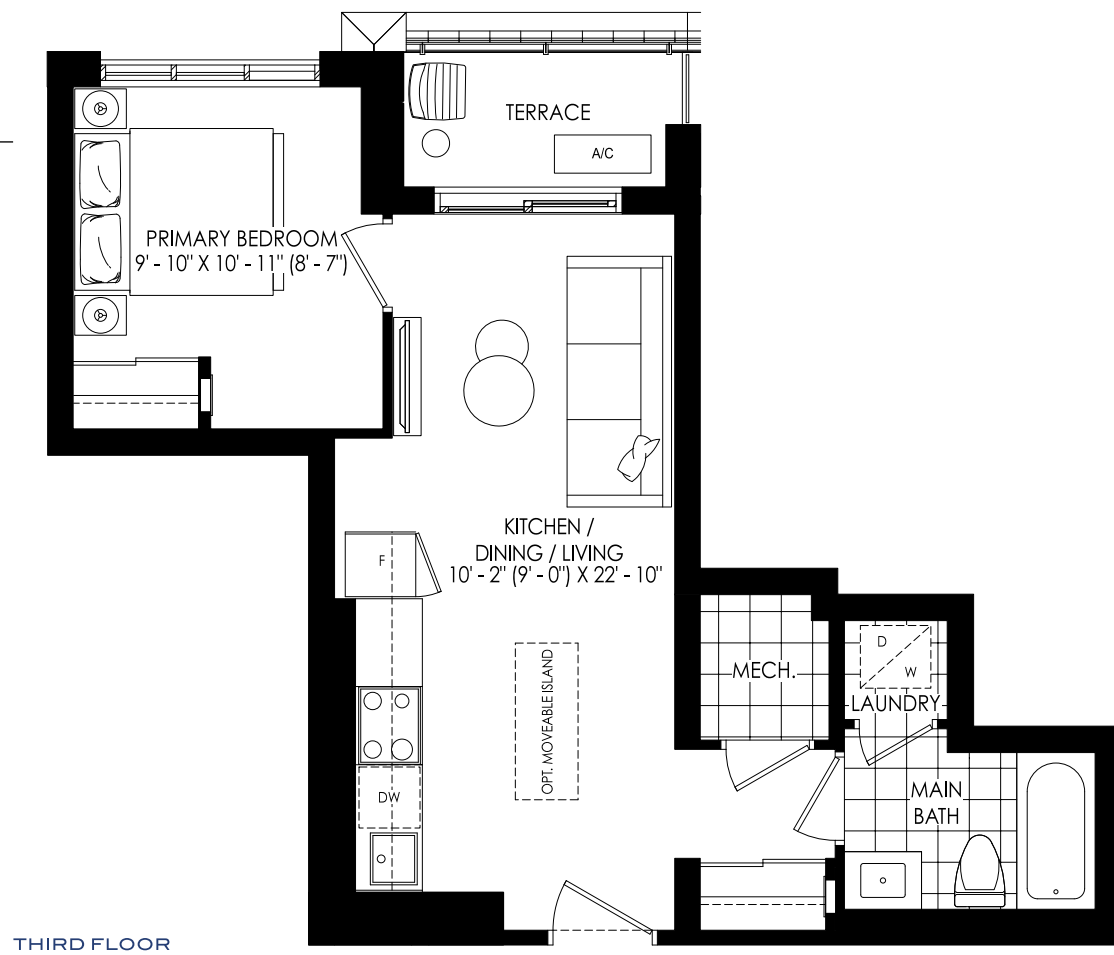 TERRACE
A/C
PRIMARY BEDROOM
9' - 10" X 10' - 11" (8' - 7")
KITCHEN /
DINING / LIVING
10' - 2" (9' - 0") X 22' - 10"
F
OPT. MOVEABLE ISLAND
DW
MECH.
D
W
LAUNDRY
MAIN
BATH
THIRD FLOOR